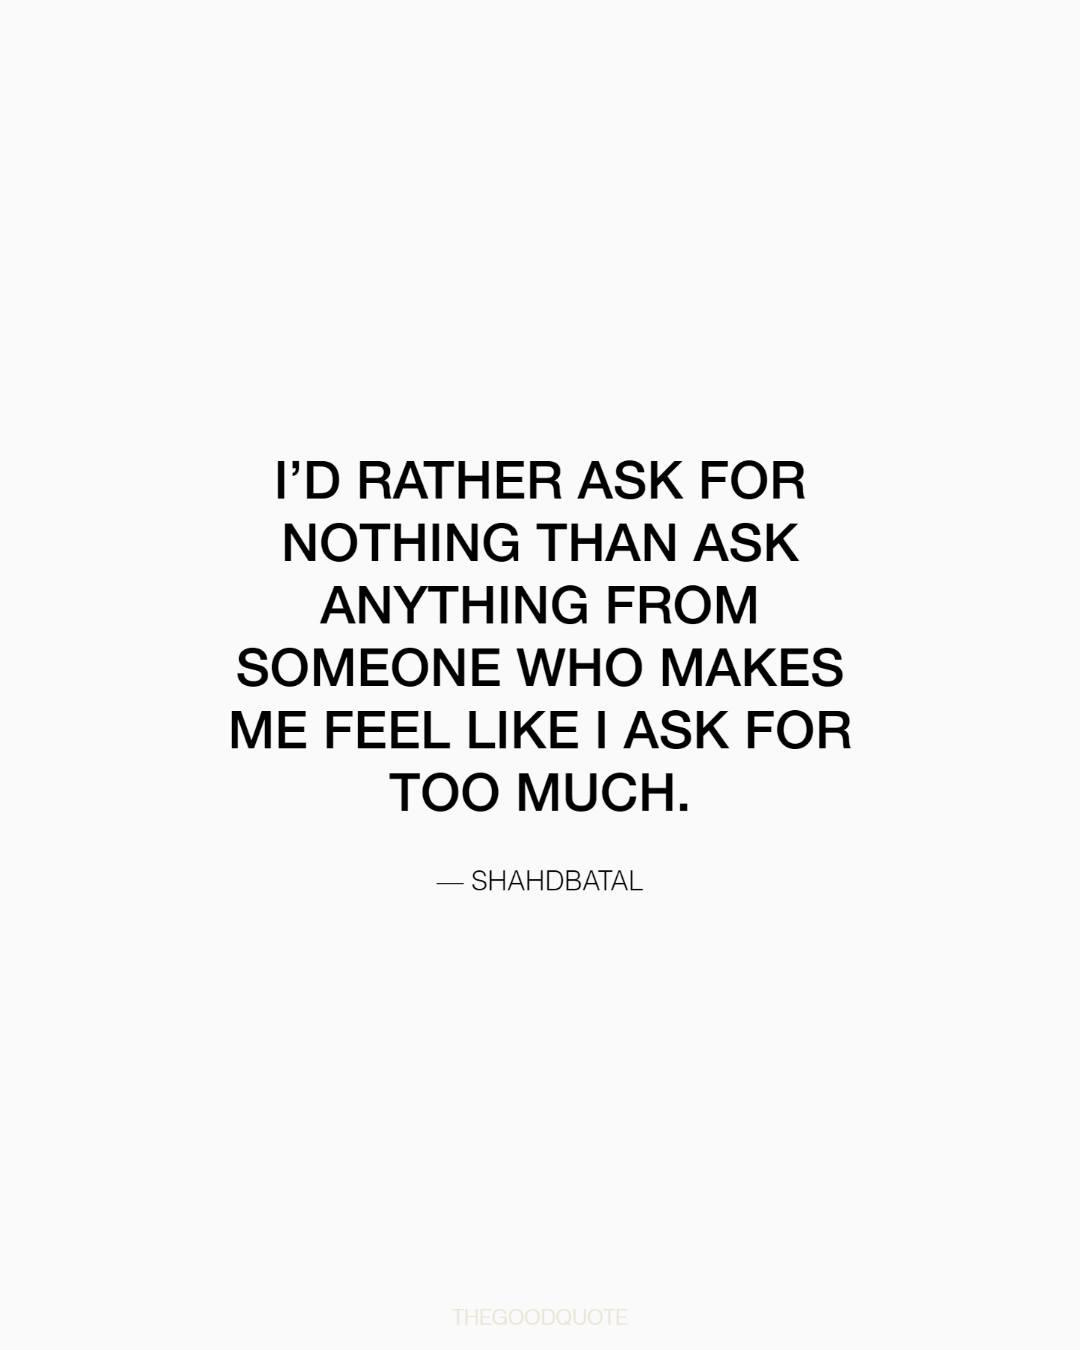 I’D RATHER ASK FOR
NOTHING THAN ASK
ANYTHING FROM
SOMEONE WHO MAKES
ME FEEL LIKE I ASK FOR
TOO MUCH.
— SHAHDBATAL
THEGOODQUOTE